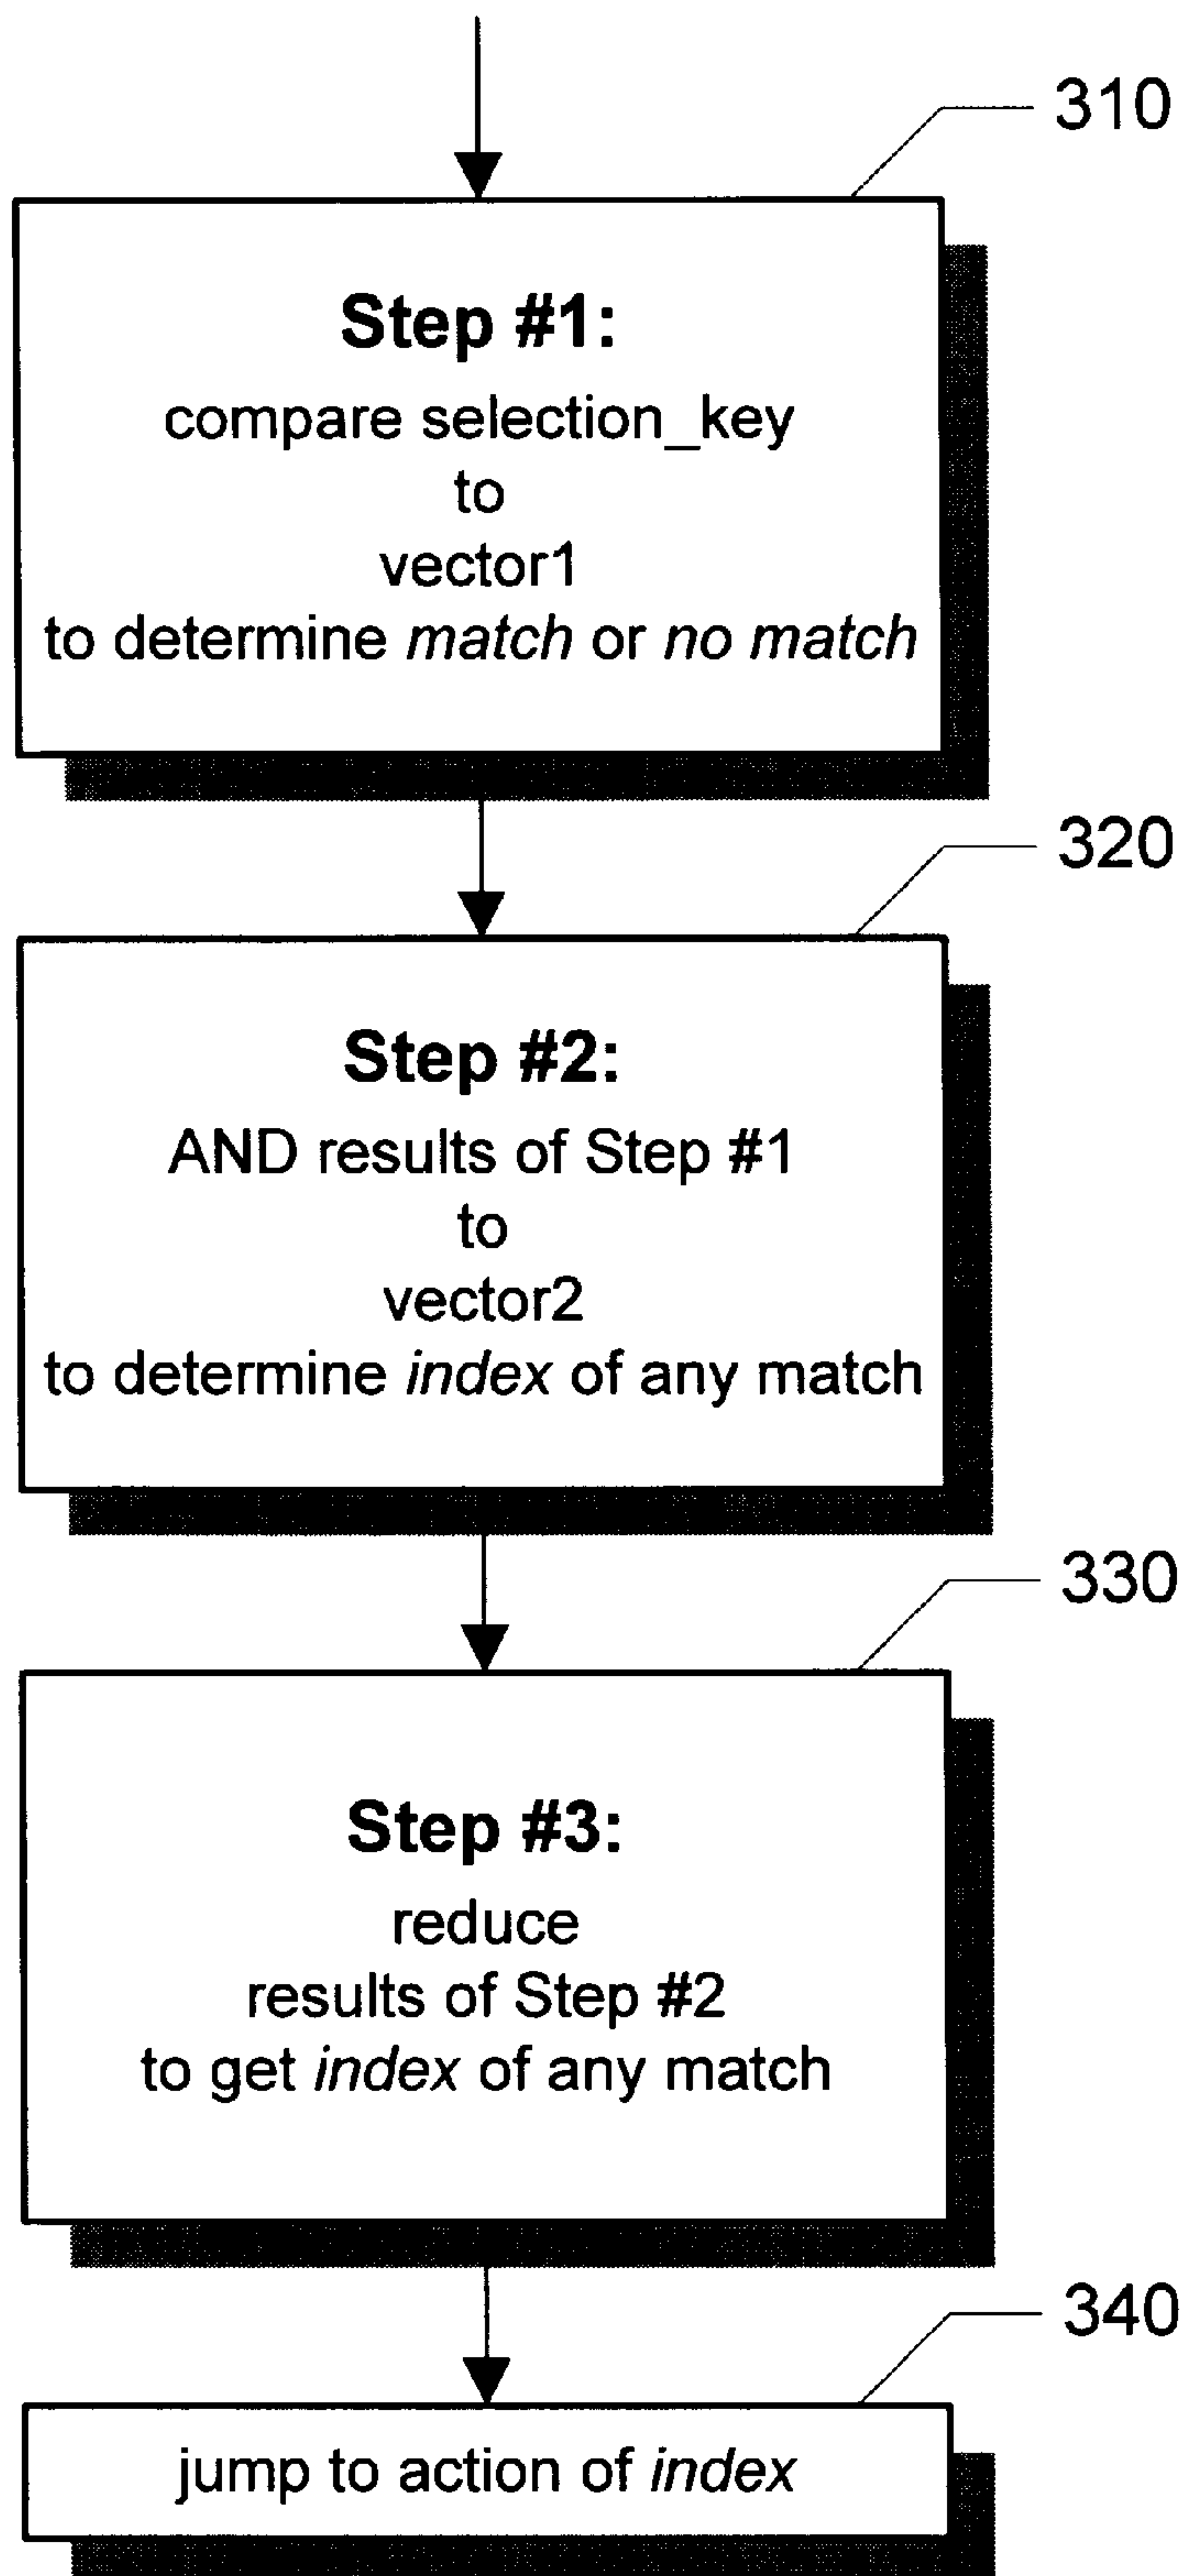 310
Step #1:
compare selection_key
to
vector1
to determine match or no match
320
Step #2:
AND results of Step #1
to
vector2
to determine index of any match
330
Step #3:
reduce
results of Step #2
to get index of any match
340
jump to action of index